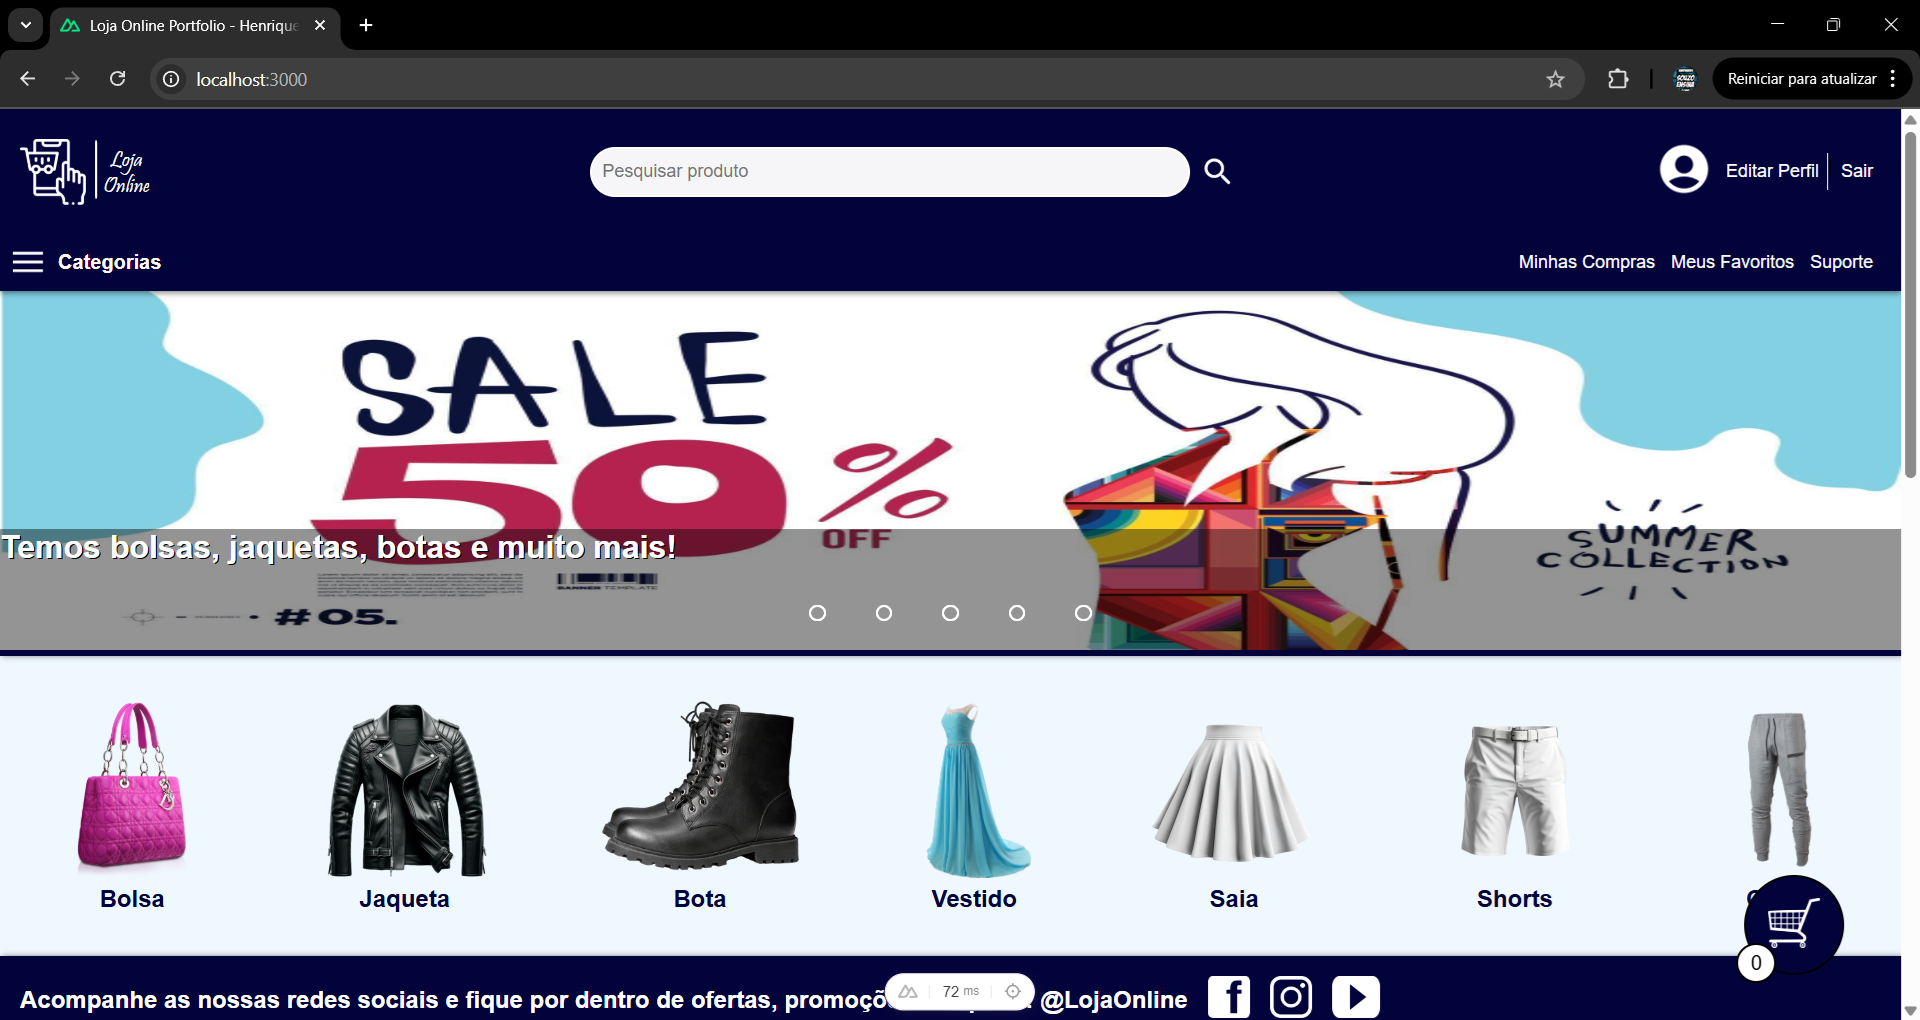 Loja Online Portfolio - Henrique
localhost:3000
Reiniciar para atualizar
Loja
Online
Pesquisar produto
Editar Perfil
Sair
Categorias
Minhas Compras
Meus Favoritos
Suporte
SALE
50%
OFF
SUMMER
COLLECTION
Temos bolsas, jaquetas, botas e muito mais!
BANNER TEMPLATE
#05.
Bolsa
Jaqueta
Bota
Vestido
Saia
Shorts
0
Acompanhe as nossas redes sociais e fique por dentro de ofertas, promoçõ
@LojaOnline
72 ms